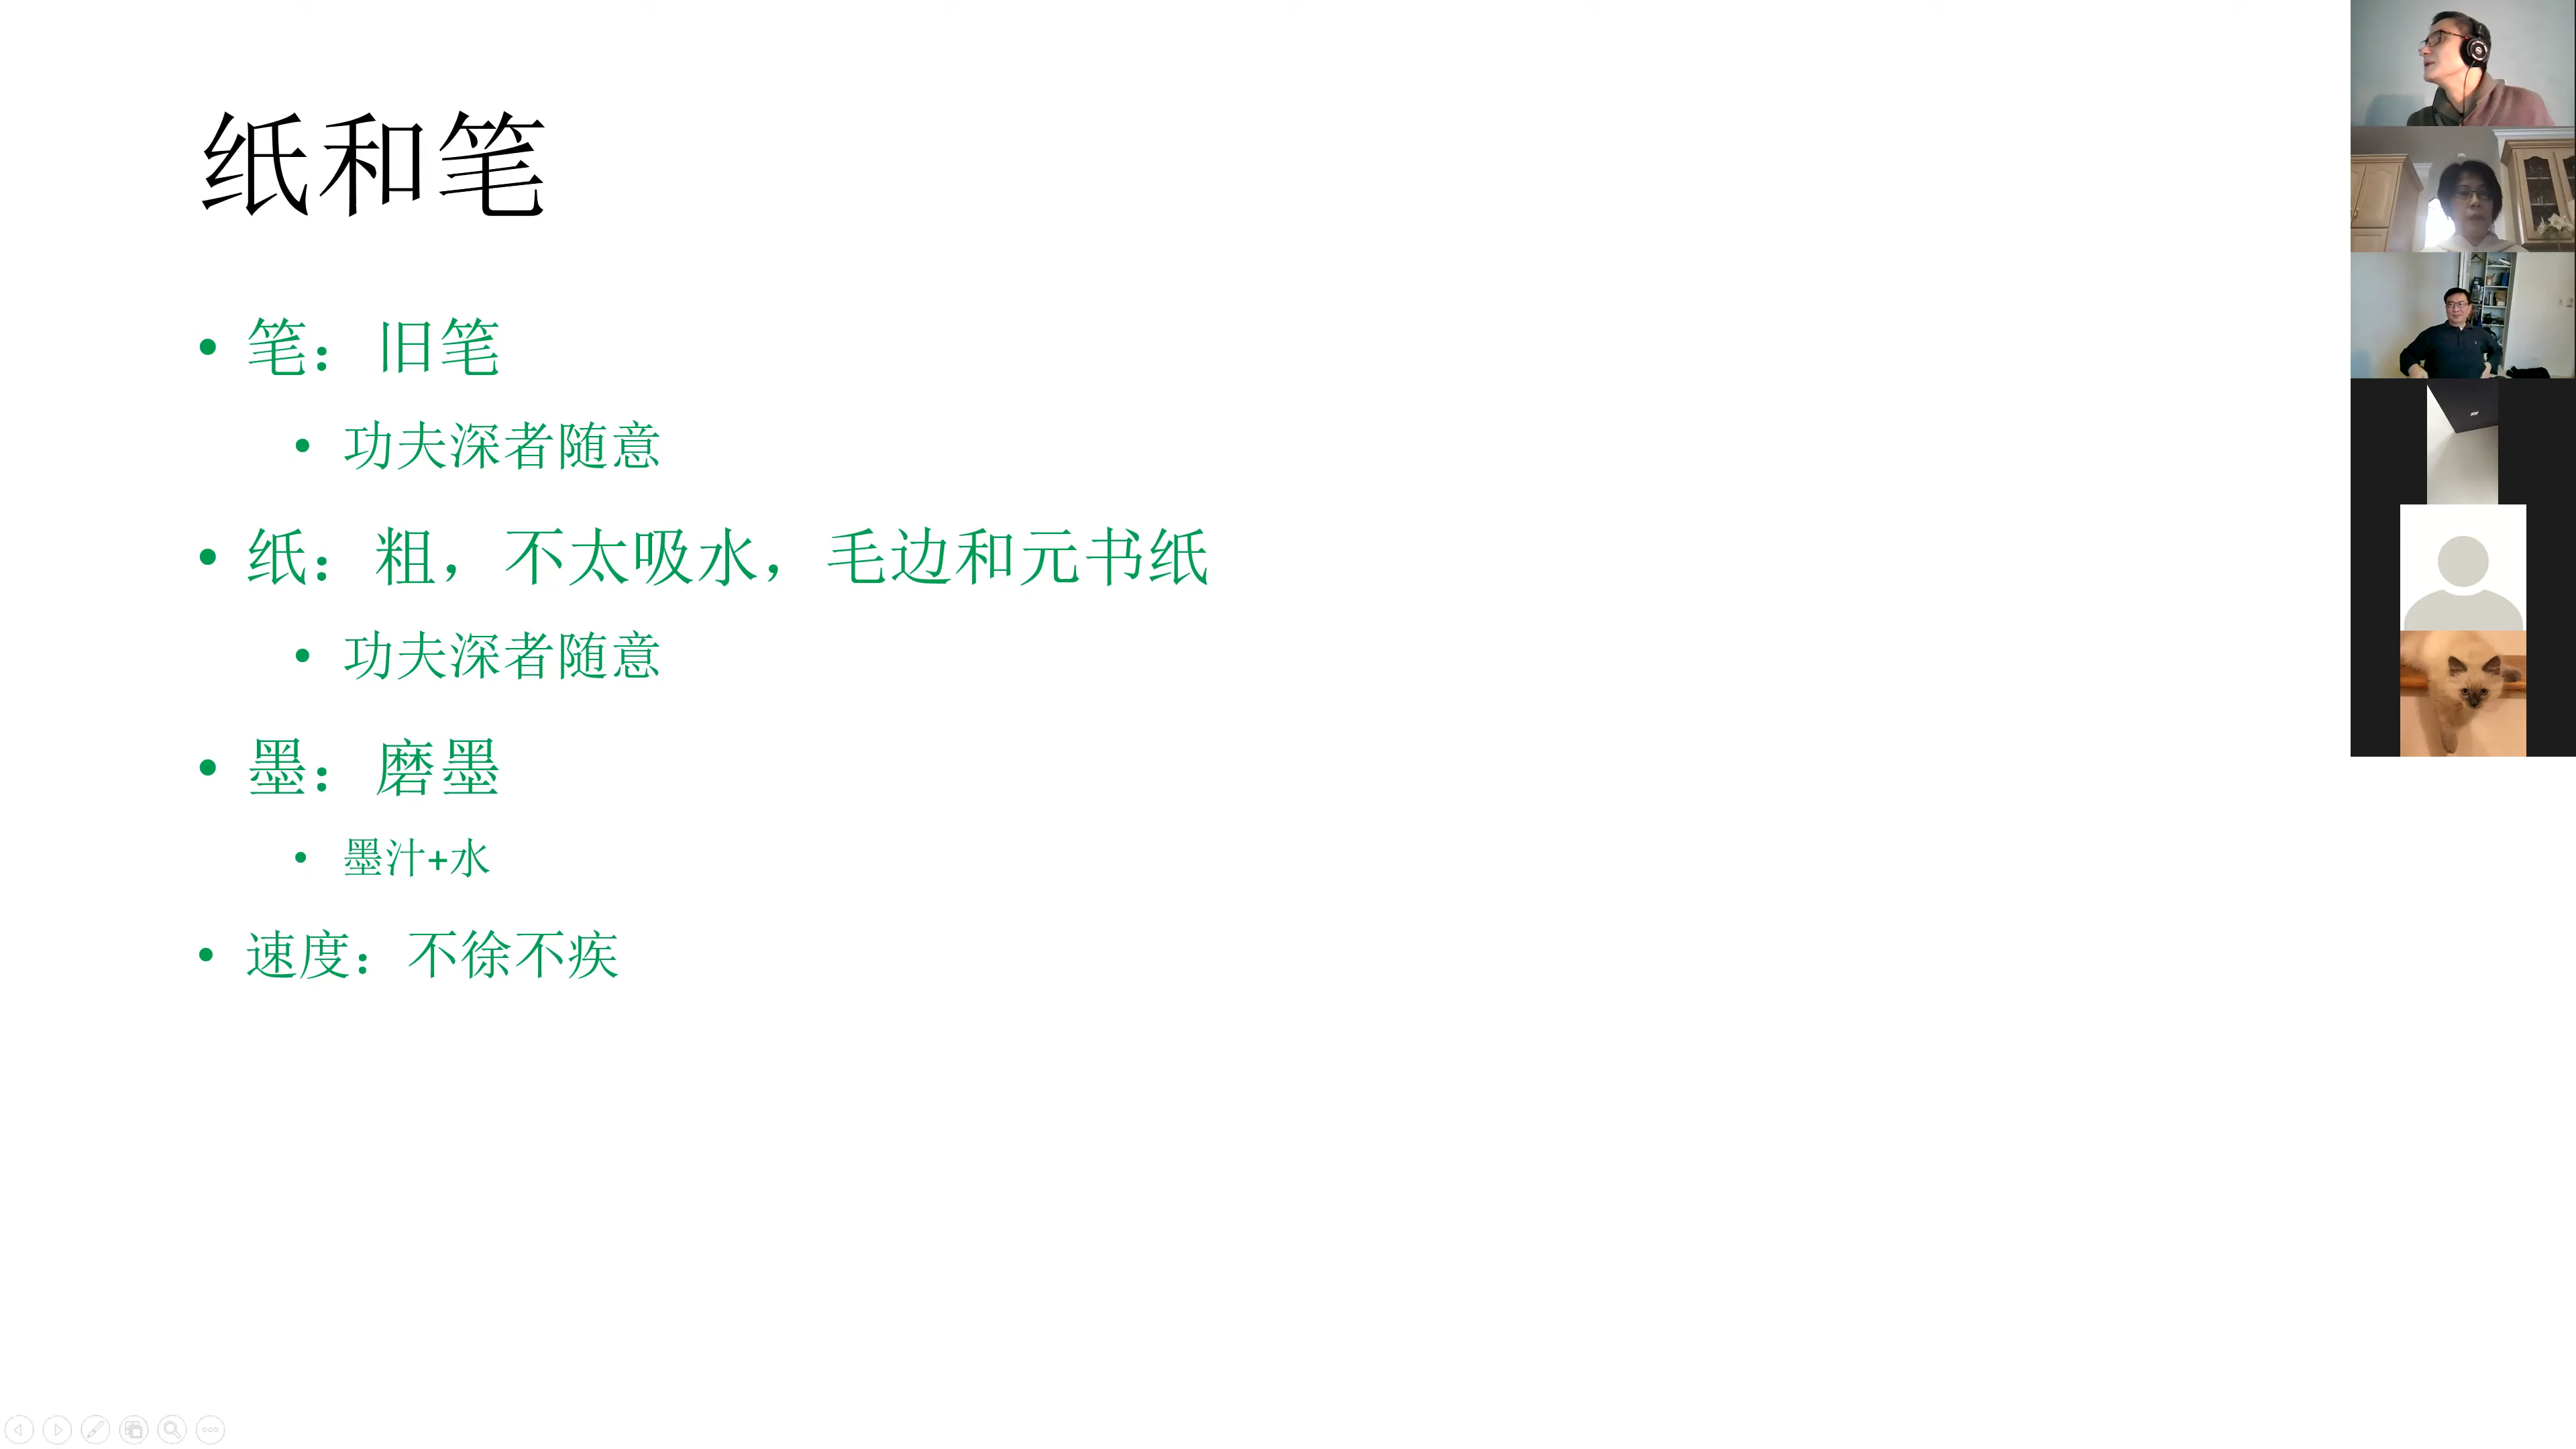 纸和笔
• 笔：旧笔
• 功夫深者随意
• 纸：粗，不太吸水，毛边和元书纸
• 功夫深者随意
• 墨：磨墨
• 墨汁+水
• 速度：不徐不疾